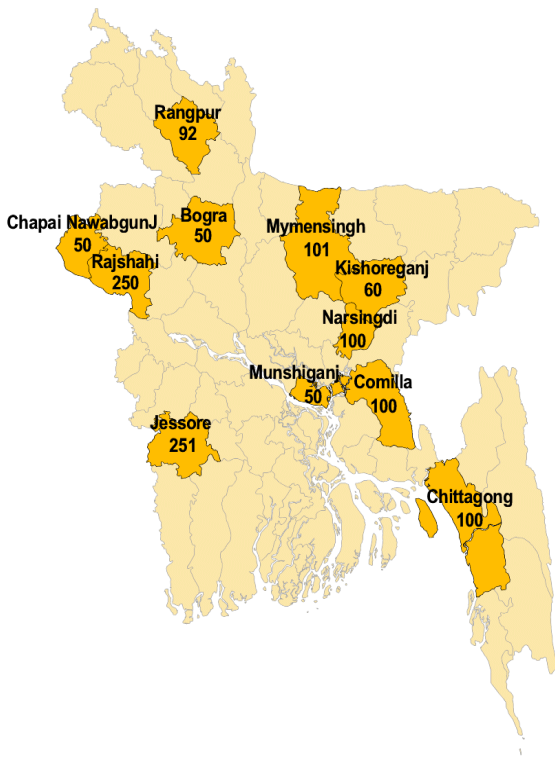 Rangpur
92
Chapai NawabgunJ
50
Bogra
50
Rajshahi
250
Mymensingh
101
Kishoreganj
60
Narsingdi
100
Munshiganj
50
Comilla
100
Jessore
251
Chittagong
100